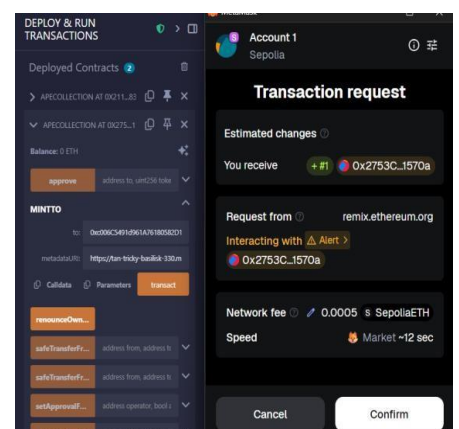 DEPLOY & RUN
TRANSACTIONS
Deployed Contracts 2
APECOLLECTION AT 0X211...83
APECOLLECTION AT 0X275...1
Balance: 0 ETH
approve address to, uint256 toke
MINTTO
to: 0xc006C5491d961A76180582D1
metadataURI: https://tan-tricky-basilisk-330.m
Calldata Parameters transact
renounceOwn...
safeTransferFr... address from, address to
safeTransferFr... address from, address to
setApprovalF... address operator, bool a
MetaMask
Account 1
Sepolia
Transaction request
Estimated changes
You receive + #1 0x2753C...1570a
Request from remix.ethereum.org
Interacting with Alert >
0x2753C...1570a
Network fee 0.0005 S SepoliaETH
Speed Market ~12 sec
Cancel Confirm